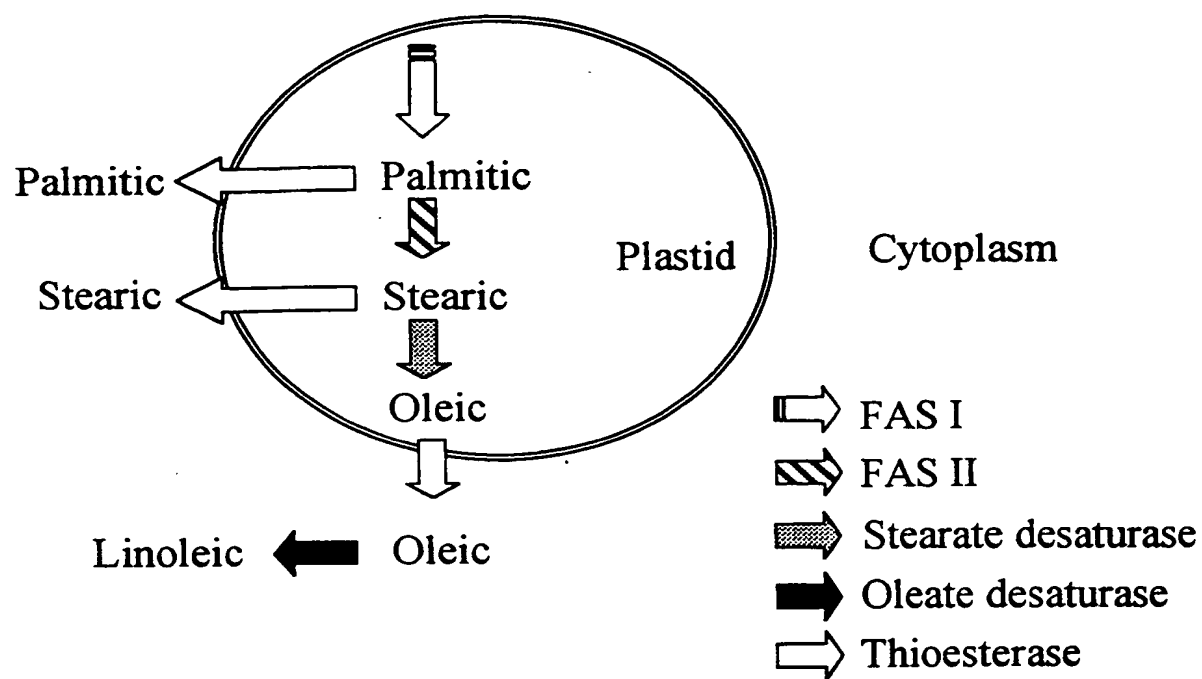 Palmitic
Palmitic
Plastid
Cytoplasm
Stearic
Stearic
Oleic
Linoleic
Oleic
FAS I
FAS II
Stearate desaturase
Oleate desaturase
Thioesterase